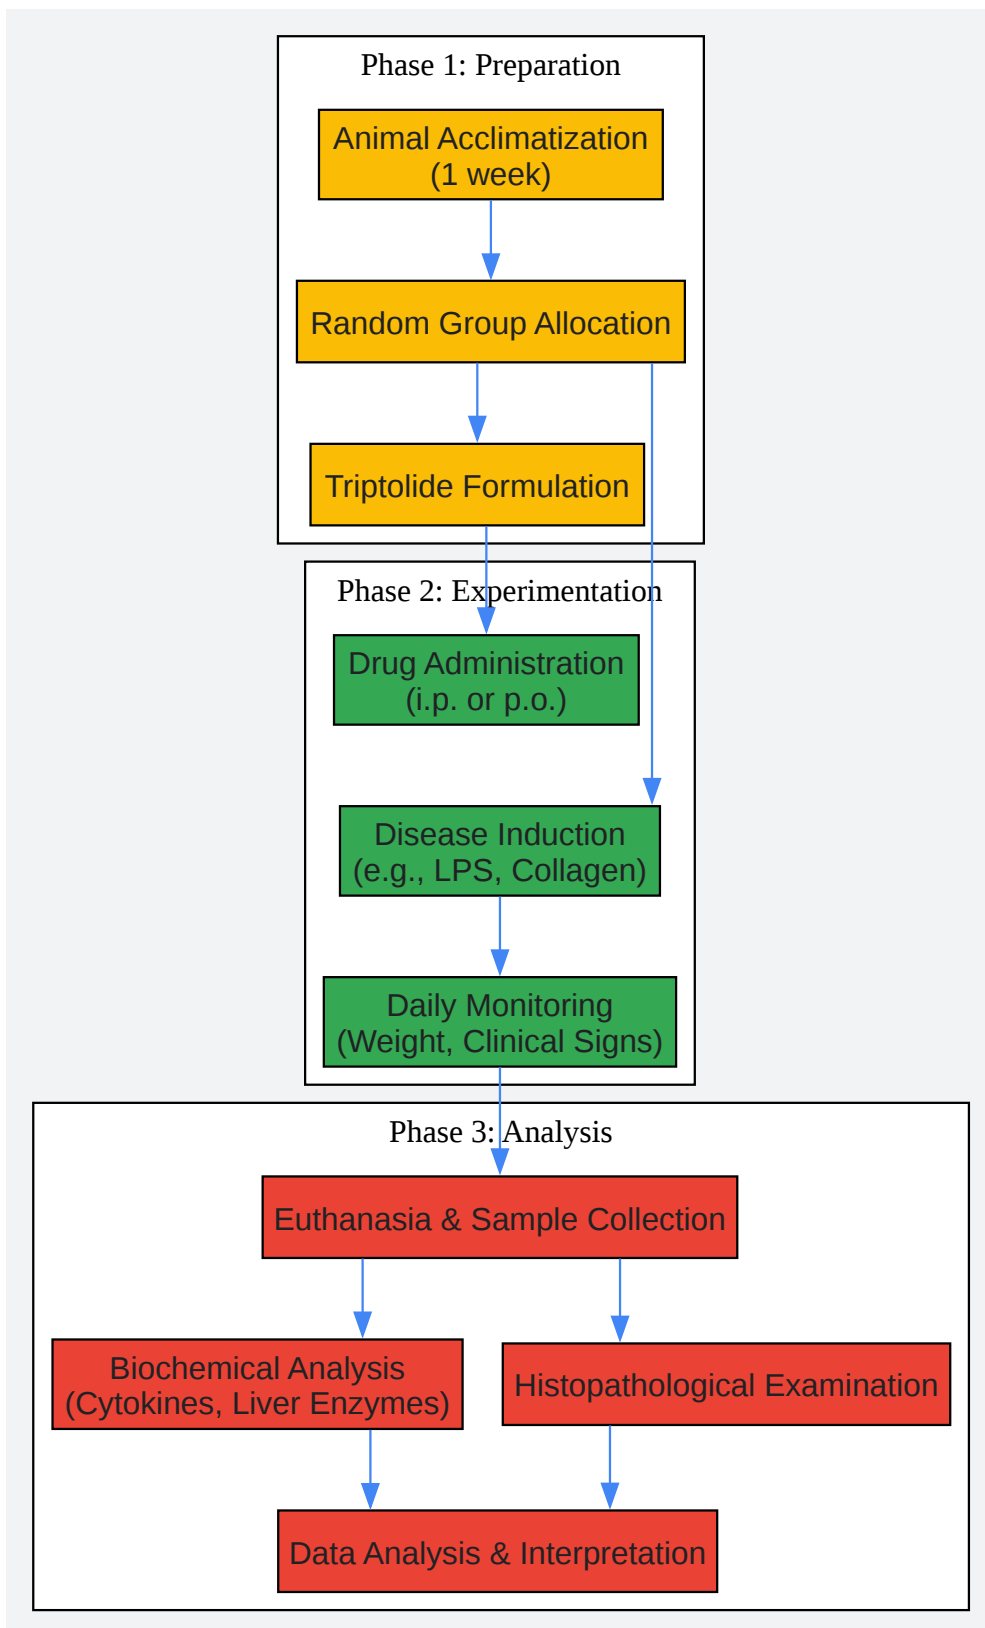 Phase 1: Preparation
Animal Acclimatization
(1 week)
Random Group Allocation
Triptolide Formulation
Phase 2: Experimentation
Drug Administration
(i.p. or p.o.)
Disease Induction
(e.g., LPS, Collagen)
Daily Monitoring
(Weight, Clinical Signs)
Phase 3: Analysis
Euthanasia & Sample Collection
Biochemical Analysis
(Cytokines, Liver Enzymes)
Histopathological Examination
Data Analysis & Interpretation